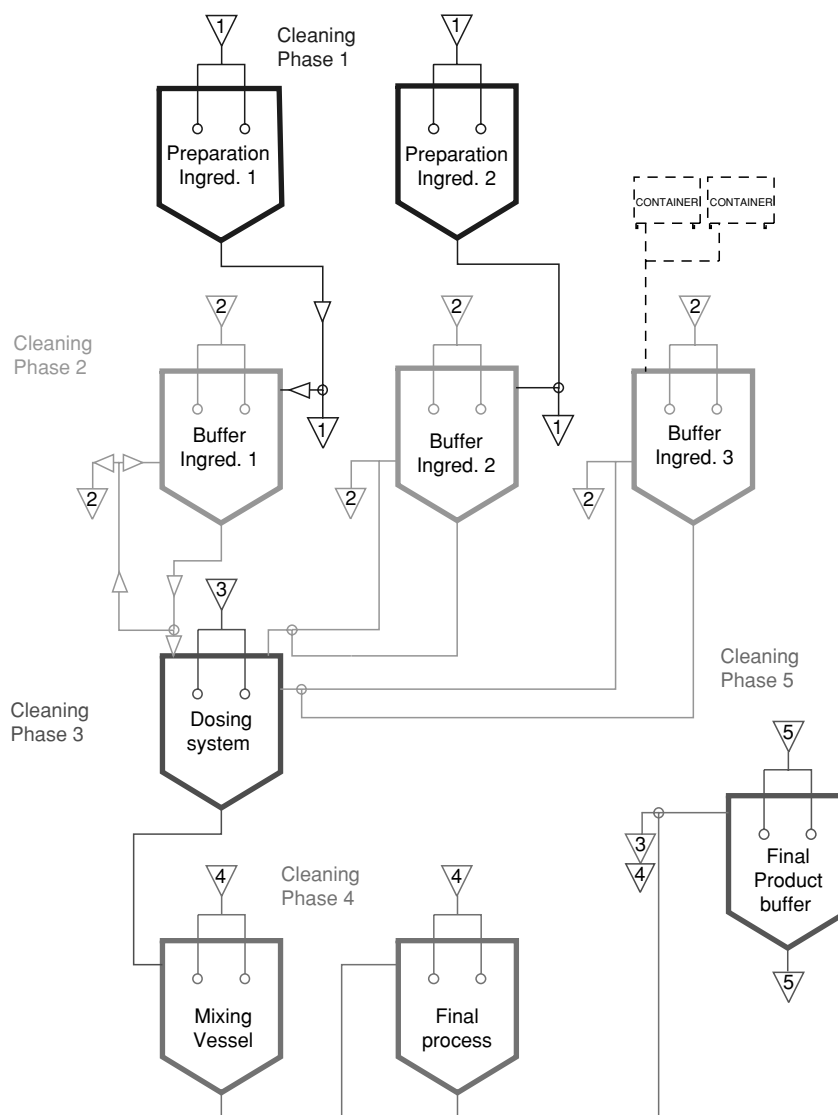 1
1
Cleaning
Phase 1
Preparation
Ingred. 1
Preparation
Ingred. 2
CONTAINER
CONTAINER
2
2
2
Cleaning
Phase 2
1
1
Buffer
Ingred. 1
Buffer
Ingred. 2
Buffer
Ingred. 3
2
2
2
3
Cleaning
Phase 3
Dosing
system
Cleaning
Phase 5
5
3
4
Final
Product
buffer
5
4
Cleaning
Phase 4
4
Mixing
Vessel
Final
process